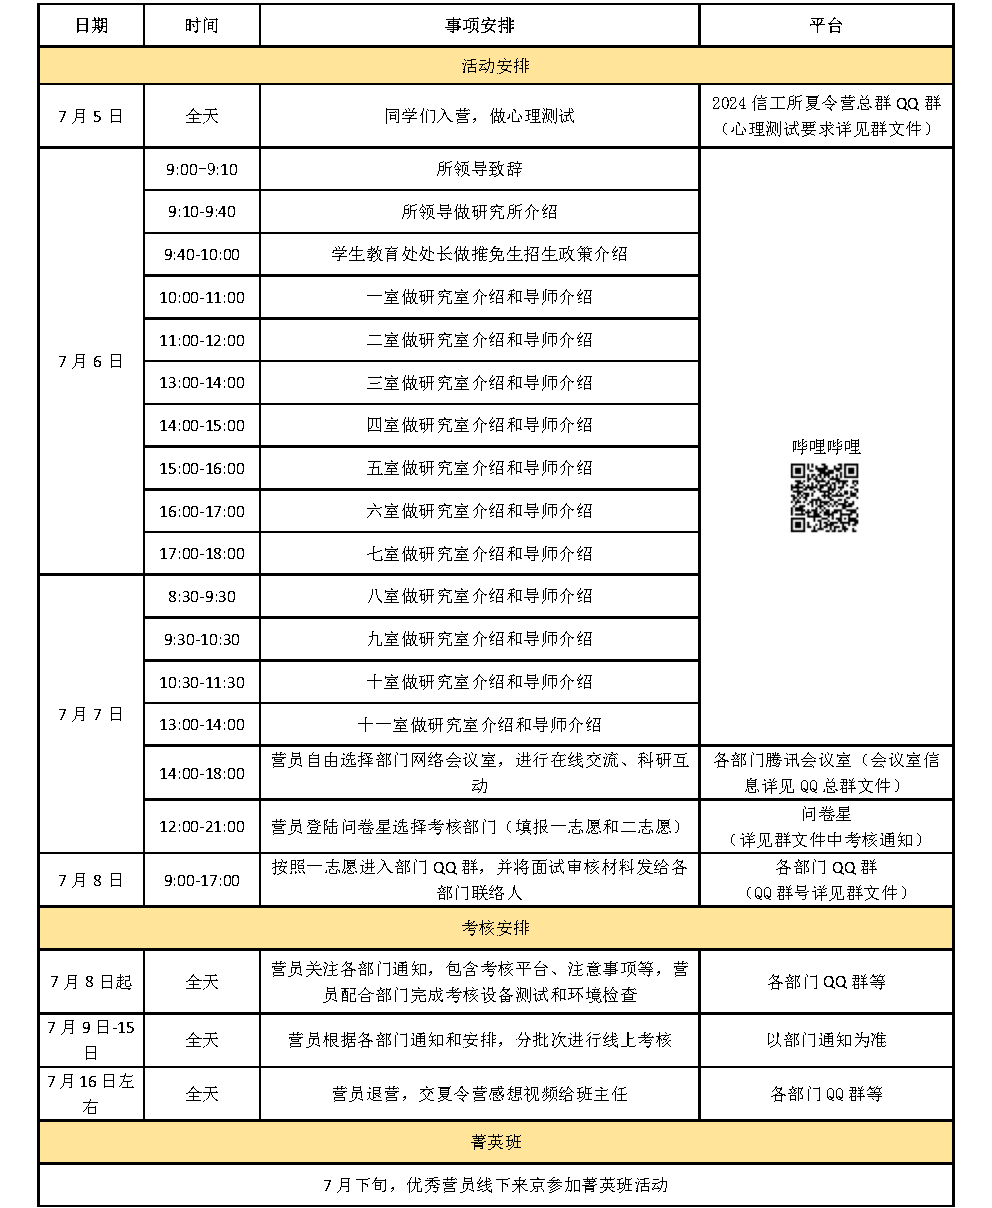 日期 时间 事项安排 平台
活动安排
7月5日 全天 同学们入营，做心理测试 2024信工所夏令营总群QQ群
（心理测试要求详见群文件）
7月6日
9:00-9:10 所领导致辞
9:10-9:40 所领导做研究所介绍
9:40-10:00 学生教育处处长做推免生招生政策介绍
10:00-11:00 一室做研究室介绍和导师介绍
11:00-12:00 二室做研究室介绍和导师介绍
13:00-14:00 三室做研究室介绍和导师介绍
14:00-15:00 四室做研究室介绍和导师介绍
哔哩哔哩
15:00-16:00 五室做研究室介绍和导师介绍
16:00-17:00 六室做研究室介绍和导师介绍
17:00-18:00 七室做研究室介绍和导师介绍
7月7日
8:30-9:30 八室做研究室介绍和导师介绍
9:30-10:30 九室做研究室介绍和导师介绍
10:30-11:30 十室做研究室介绍和导师介绍
13:00-14:00 十一室做研究室介绍和导师介绍
14:00-18:00
营员自由选择部门网络会议室，进行在线交流、科研互
动
各部门腾讯会议室（会议室信
息详见QQ总群文件）
12:00-21:00 营员登陆问卷星选择考核部门（填报一志愿和二志愿）
问卷星
（详见群文件中考核通知）
7月8日 9:00-17:00
按照一志愿进入部门QQ群，并将面试审核材料发给各
部门联络人
各部门QQ群
（QQ群号详见群文件）
考核安排
7月8日起 全天
营员关注各部门通知，包含考核平台、注意事项等，营
员配合部门完成考核设备测试和环境检查
各部门QQ群等
7月9日-15
日
全天 营员根据各部门通知和安排，分批次进行线上考核 以部门通知为准
7月16日左
右
全天 营员退营，交夏令营感想视频给班主任 各部门QQ群等
菁英班
7月下旬，优秀营员线下来京参加菁英班活动